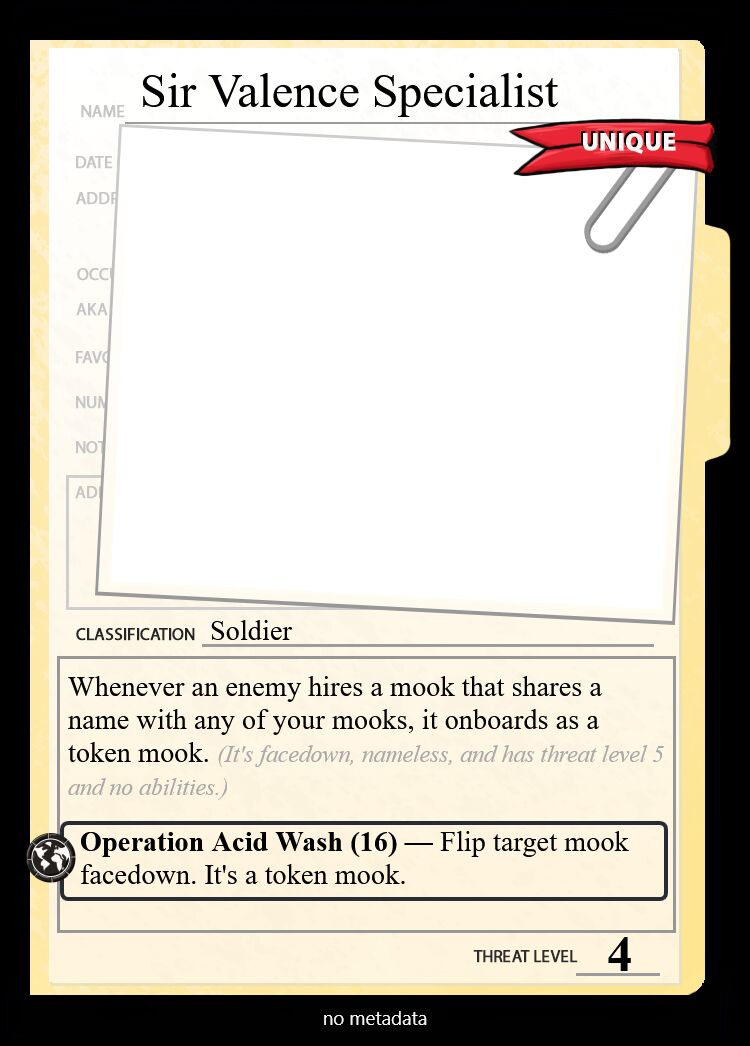 NAME Sir Valence Specialist
UNIQUE
DATE
ADDR
OCCU
AKA
FAVO
NUM
NOT
ADD
CLASSIFICATION Soldier
Whenever an enemy hires a mook that shares a
name with any of your mooks, it onboards as a
token mook. (It's facedown, nameless, and has threat level 5
and no abilities.)
Operation Acid Wash (16) — Flip target mook
facedown. It's a token mook.
THREAT LEVEL 4
no metadata